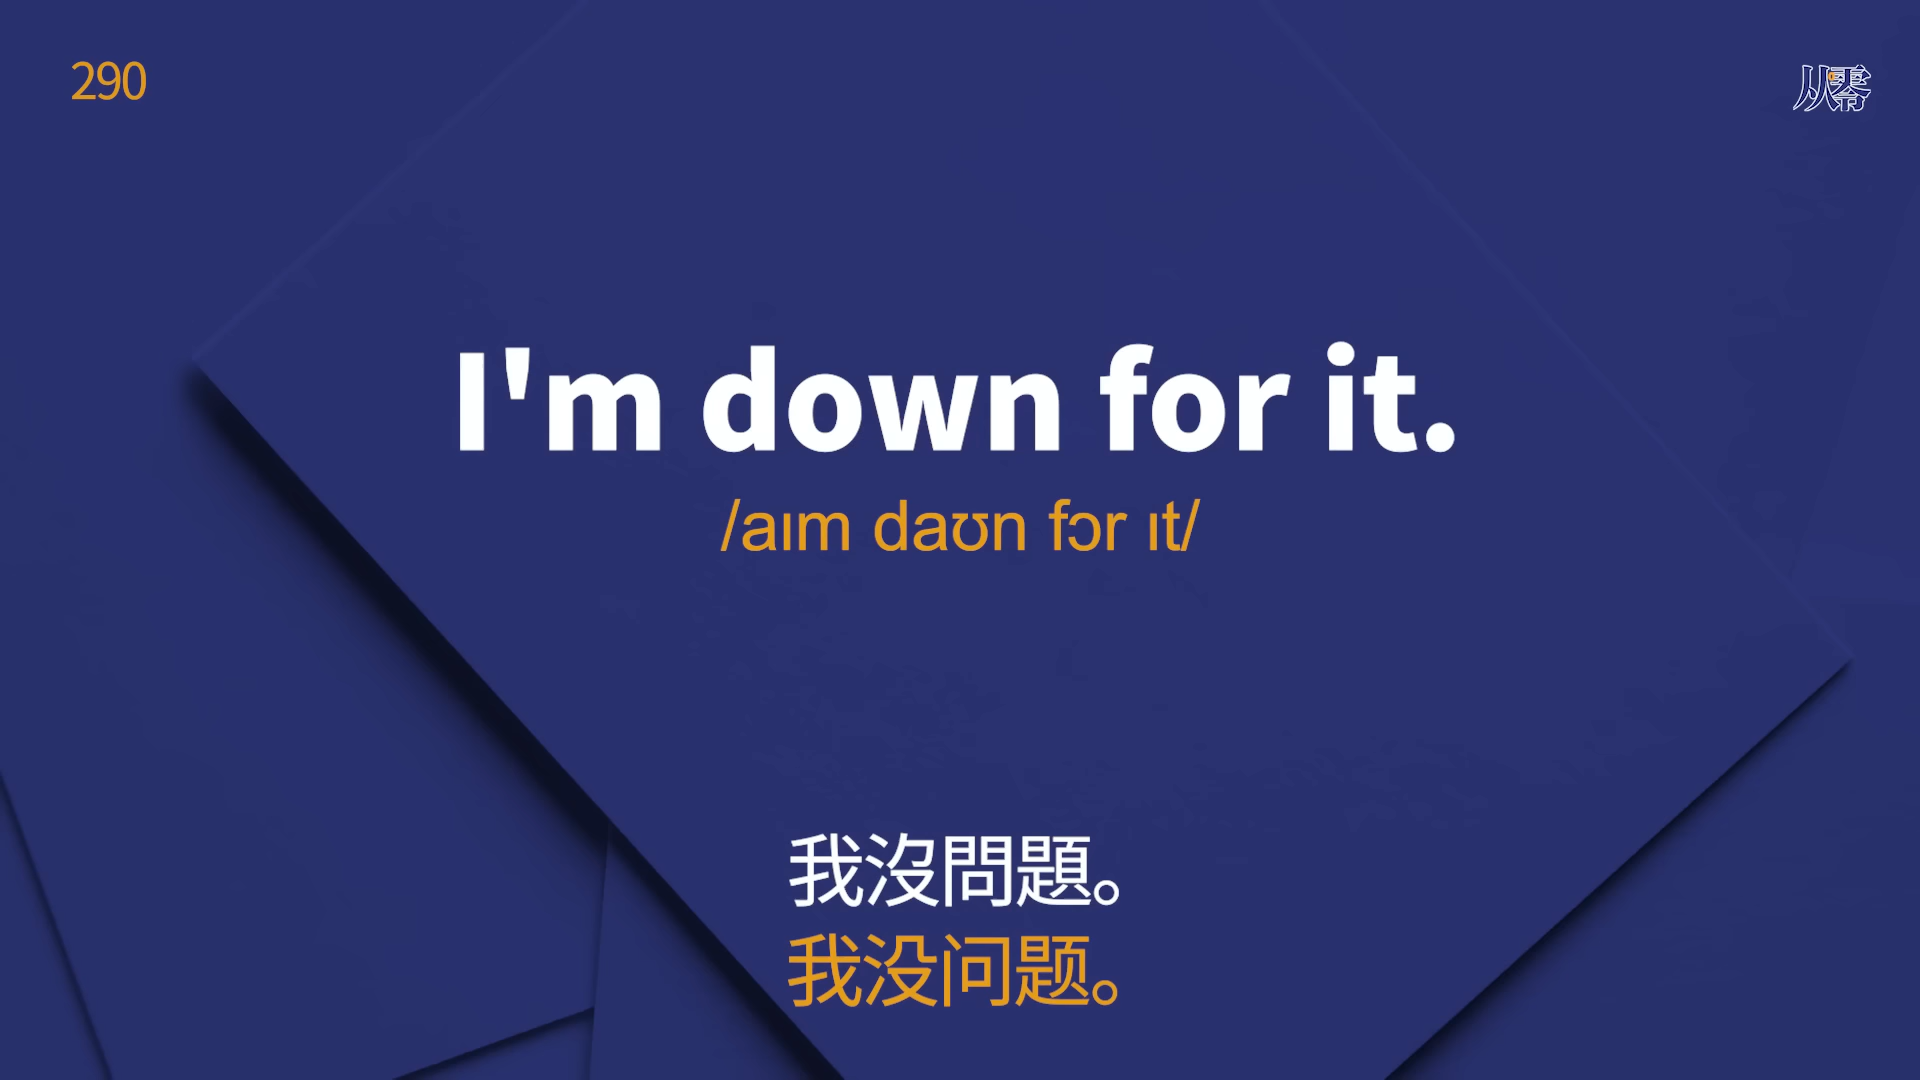 290
从零
I'm down for it.
/aɪm daʊn fɔr ɪt/
我沒問題。
我没问题。